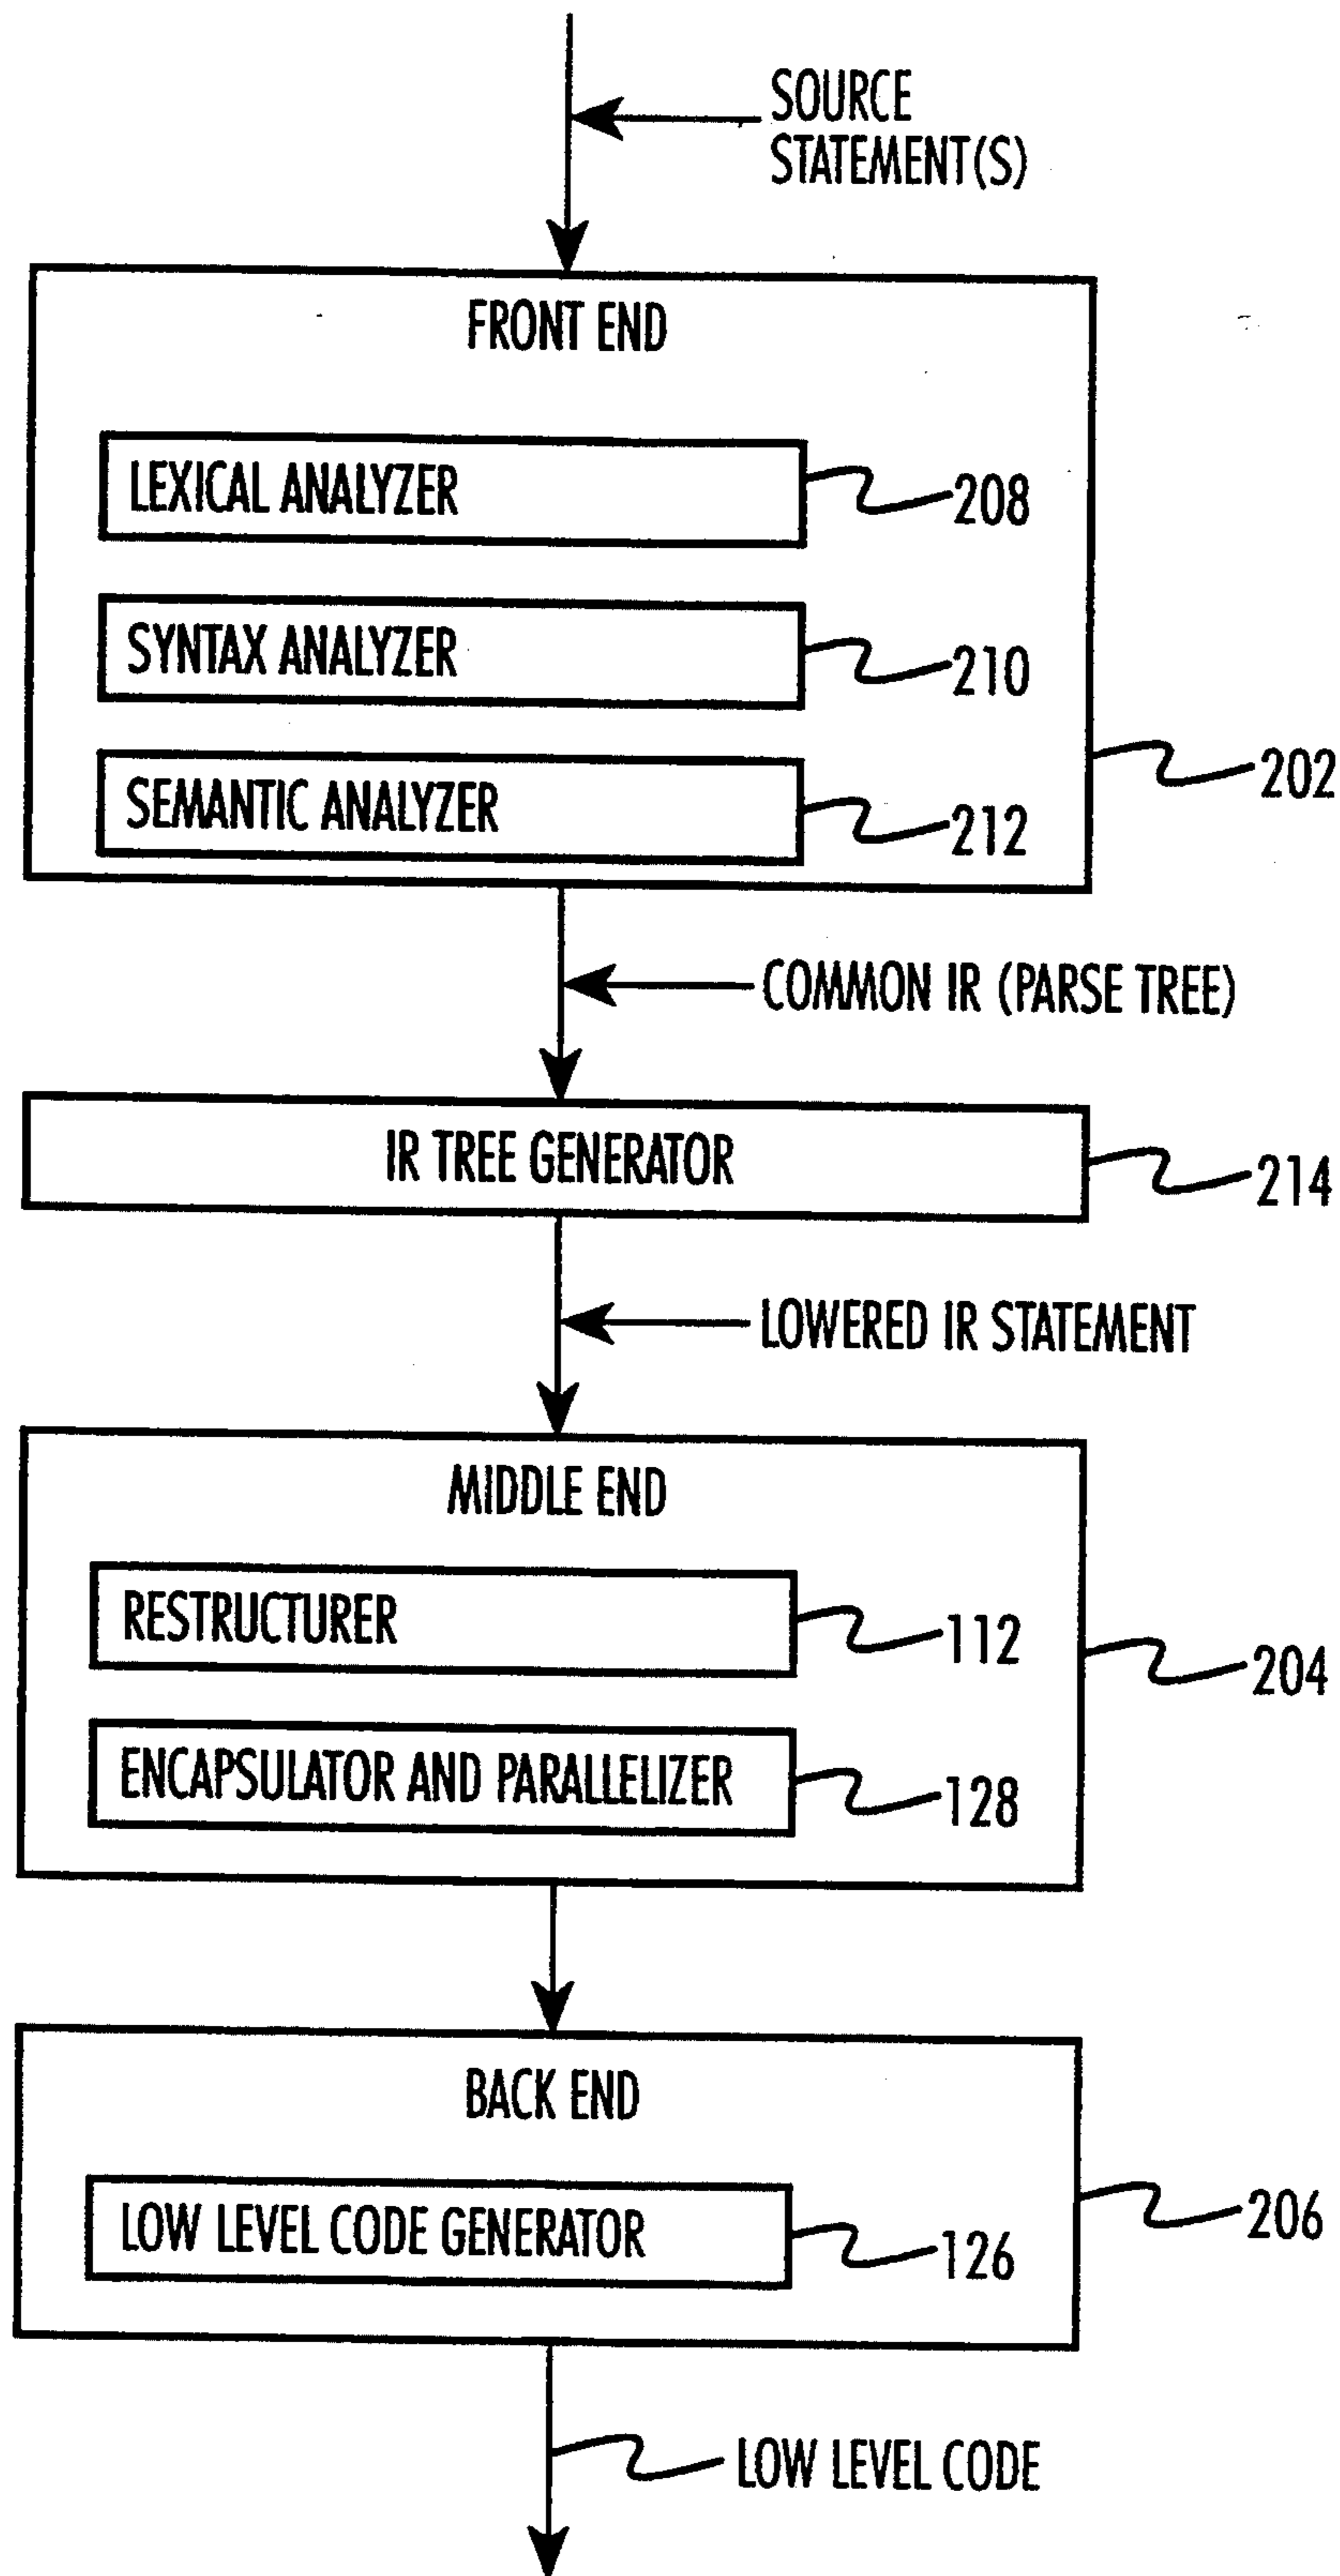 SOURCE
STATEMENT(S)
FRONT END
LEXICAL ANALYZER
208
SYNTAX ANALYZER
210
SEMANTIC ANALYZER
212
202
COMMON IR (PARSE TREE)
IR TREE GENERATOR
214
LOWERED IR STATEMENT
MIDDLE END
RESTRUCTURER
112
204
ENCAPSULATOR AND PARALLELIZER
128
BACK END
LOW LEVEL CODE GENERATOR
126
206
LOW LEVEL CODE